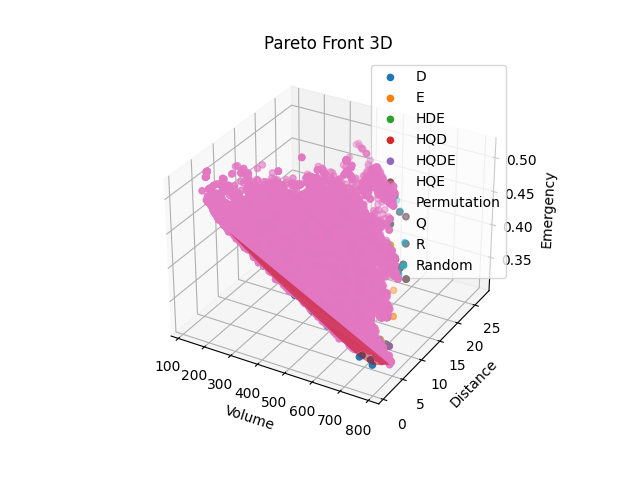 Pareto Front 3D
D
E
HDE
HQD
HQDE
HQE
Permutation
Q
R
Random
0.50
0.45
0.40
0.35
Emergency
25
20
15
10
5
0
Distance
100
200
300
400
500
600
700
800
Volume